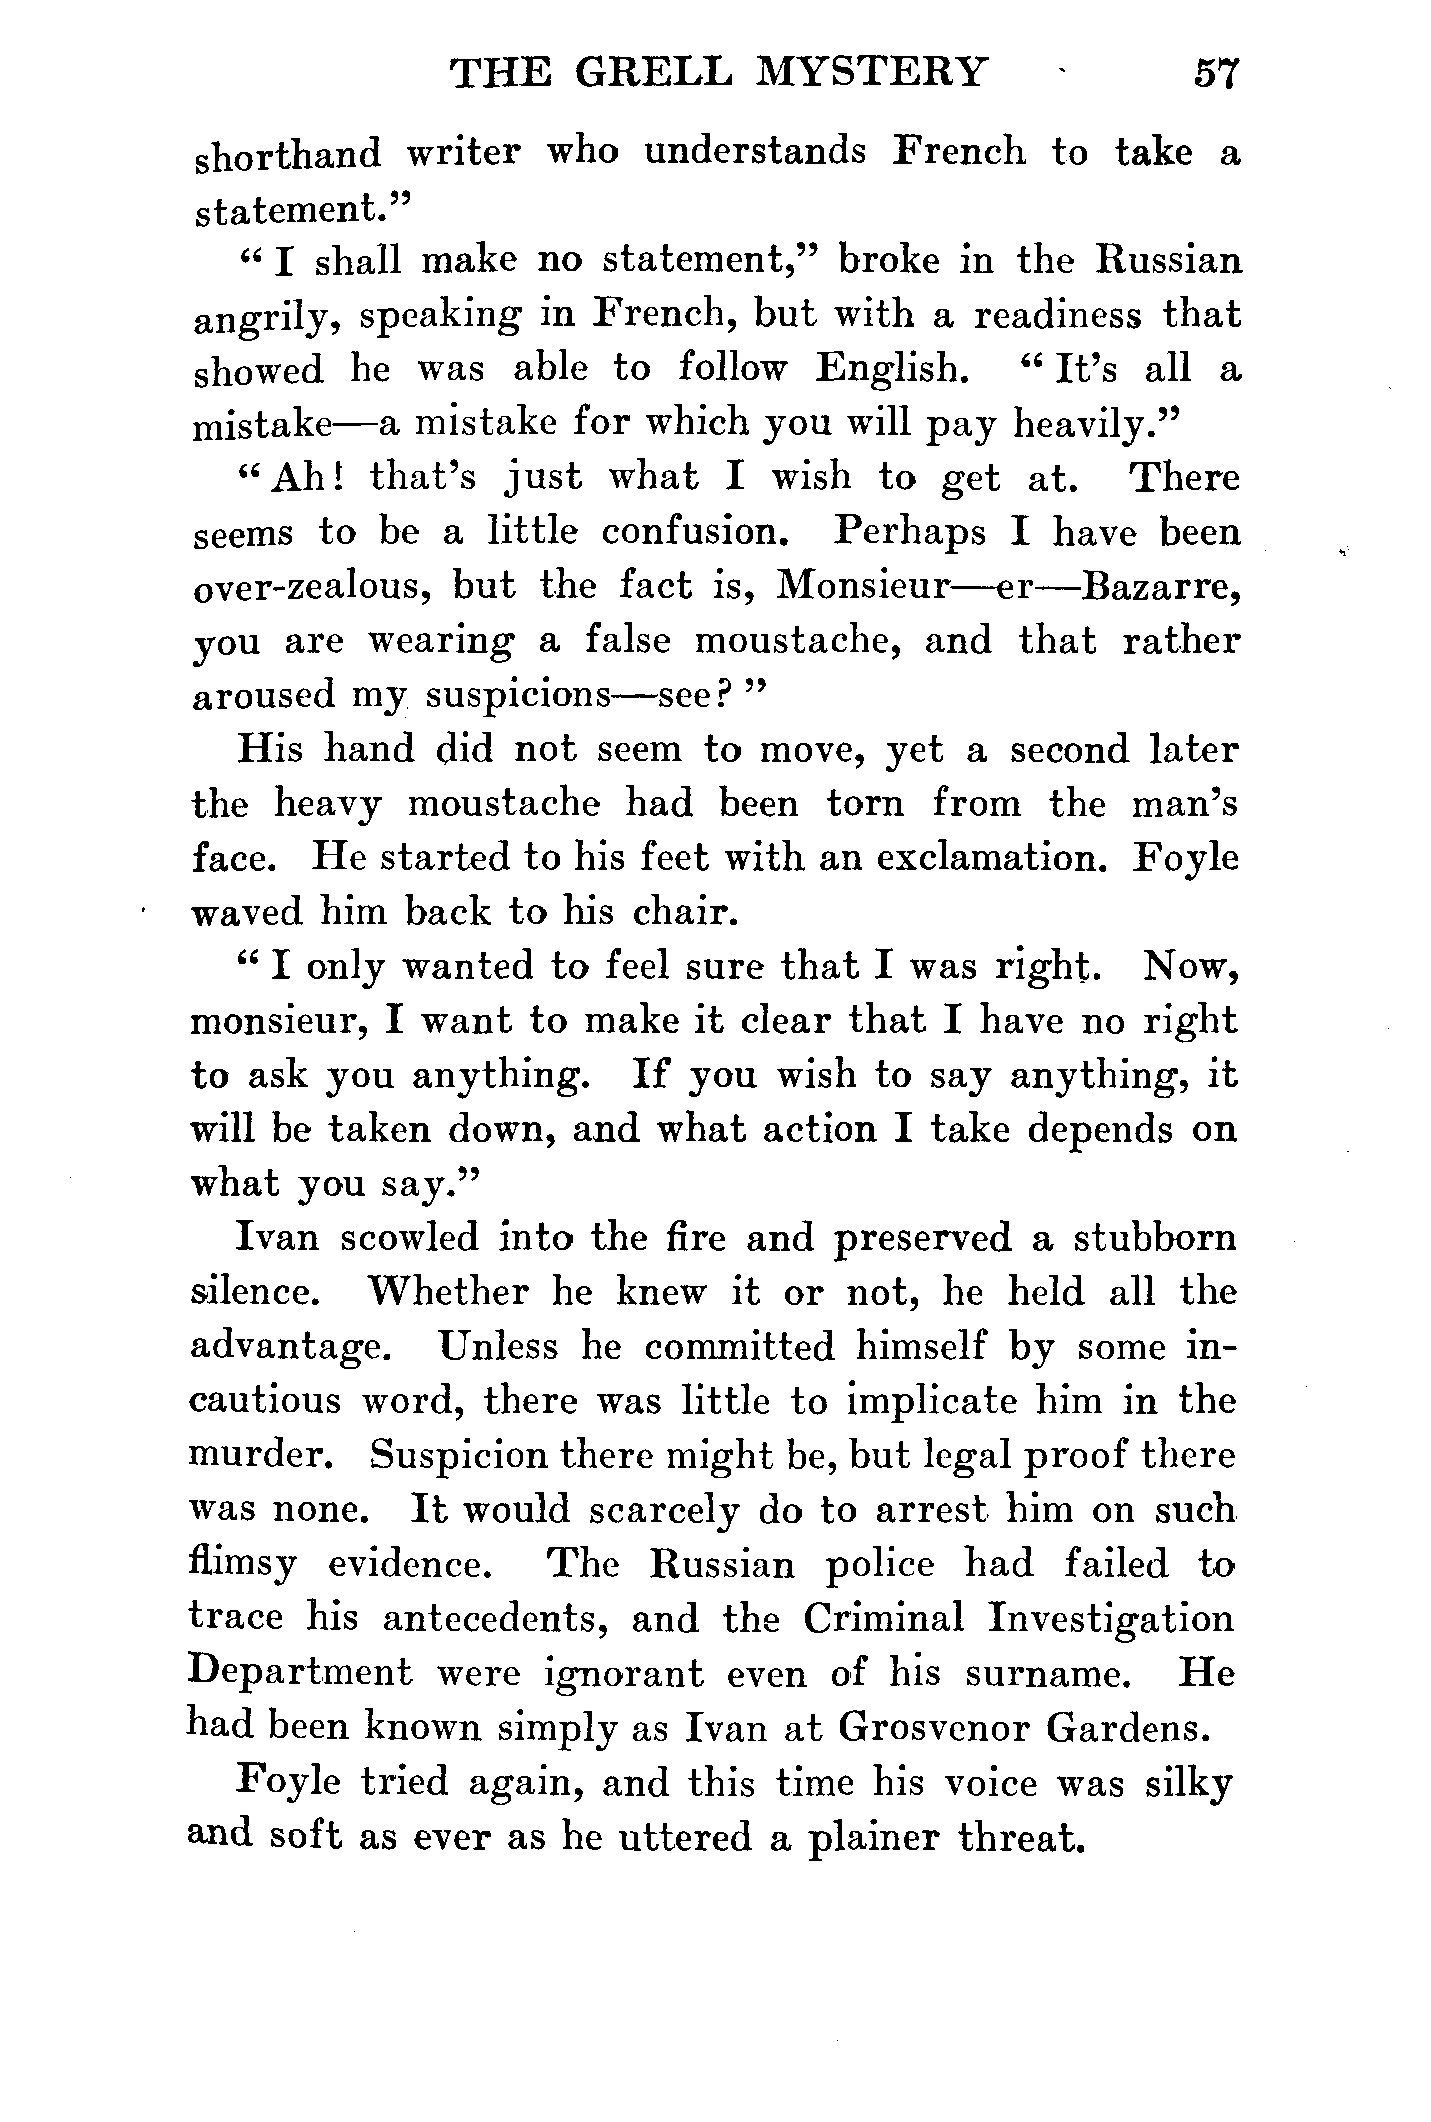 THE GRELL MYSTERY 57
shorthand writer who understands French to take a
statement.”
“ I shall make no statement,” broke in the Russian
angrily, speaking in French, but with a readiness that
showed he was able to follow English. “ It’s all a
mistake—a mistake for which you will pay heavily.”
“ Ah! that’s just what I wish to get at. There
seems to be a little confusion. Perhaps I have been
over-zealous, but the fact is, Monsieur—er—Bazarre,
you are wearing a false moustache, and that rather
aroused my suspicions—see? ”
His hand did not seem to move, yet a second later
the heavy moustache had been torn from the man’s
face. He started to his feet with an exclamation. Foyle
waved him back to his chair.
“ I only wanted to feel sure that I was right. Now,
monsieur, I want to make it clear that I have no right
to ask you anything. If you wish to say anything, it
will be taken down, and what action I take depends on
what you say.”
Ivan scowled into the fire and preserved a stubborn
silence. Whether he knew it or not, he held all the
advantage. Unless he committed himself by some in-
cautious word, there was little to implicate him in the
murder. Suspicion there might be, but legal proof there
was none. It would scarcely do to arrest him on such
flimsy evidence. The Russian police had failed to
trace his antecedents, and the Criminal Investigation
Department were ignorant even of his surname. He
had been known simply as Ivan at Grosvenor Gardens.
Foyle tried again, and this time his voice was silky
and soft as ever as he uttered a plainer threat.